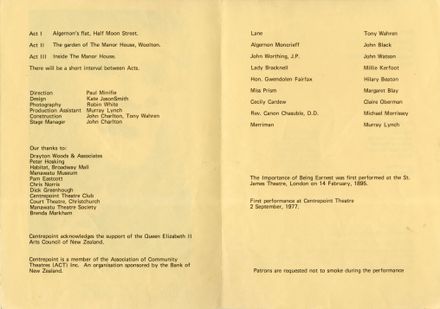 Act I Algernon's flat, Half Moon Street.
Act II The garden of The Manor House, Woolton.
Act III Inside The Manor House.
There will be a short interval between Acts.
Direction Paul Minifie
Design Kate JasonSmith
Photography Robin White
Production Assistant Murray Lynch
Construction John Charlton, Tony Wahren
Stage Manager John Charlton
Our thanks to:
Drayton Woods & Associates
Peter Hosking
Habitat, Broadway Mall
Manawatu Museum
Pam Eastcott
Chris Norris
Dick Greenhough
Centrepoint Theatre Club
Court Theatre, Christchurch
Manawatu Theatre Society
Brenda Markham
Centrepoint acknowledges the support of the Queen Elizabeth II
Arts Council of New Zealand.
Centrepoint is a member of the Association of Community
Theatres (ACT) Inc. An organisation sponsored by the Bank of
New Zealand.
Lane Tony Wahren
Algernon Moncrieff John Black
John Worthing, J.P. John Watson
Lady Bracknell Millie Kerfoot
Hon. Gwendolen Fairfax Hilary Beaton
Miss Prism Margaret Blay
Cecily Cardew Claire Oberman
Rev. Canon Chasuble, D.D. Michael Morrissey
Merriman Murray Lynch
The Importance of Being Earnest was first performed at the St.
James Theatre, London on 14 February, 1895.
First performance at Centrepoint Theatre
2 September, 1977.
Patrons are requested not to smoke during the performance